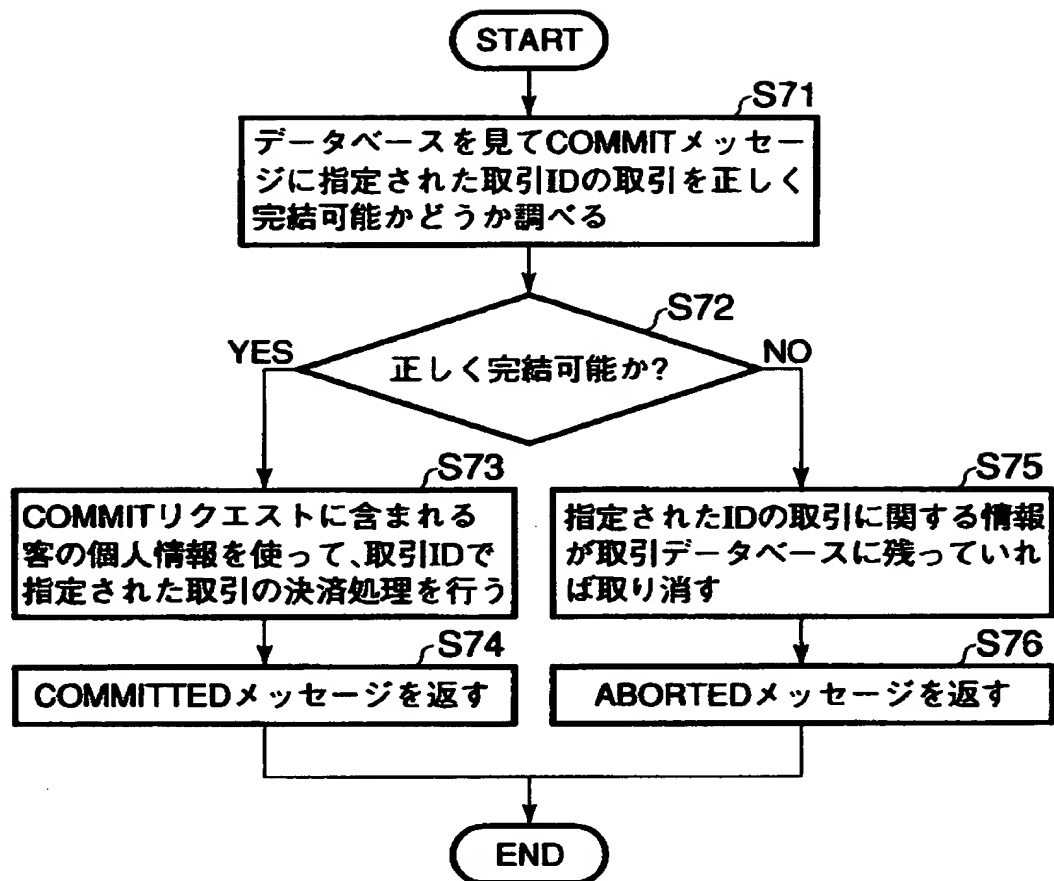 START
S71
データベースを見てCOMMITメッセー
ジに指定された取引IDの取引を正しく
完結可能かどうか調べる
S72
YES
正しく完結可能か?
NO
S73
COMMITリクエストに含まれる
客の個人情報を使って、取引IDで
指定された取引の決済処理を行う
S75
指定されたIDの取引に関する情報
が取引データベースに残っていれ
ば取り消す
S74
COMMITTEDメッセージを返す
S76
ABORTEDメッセージを返す
END